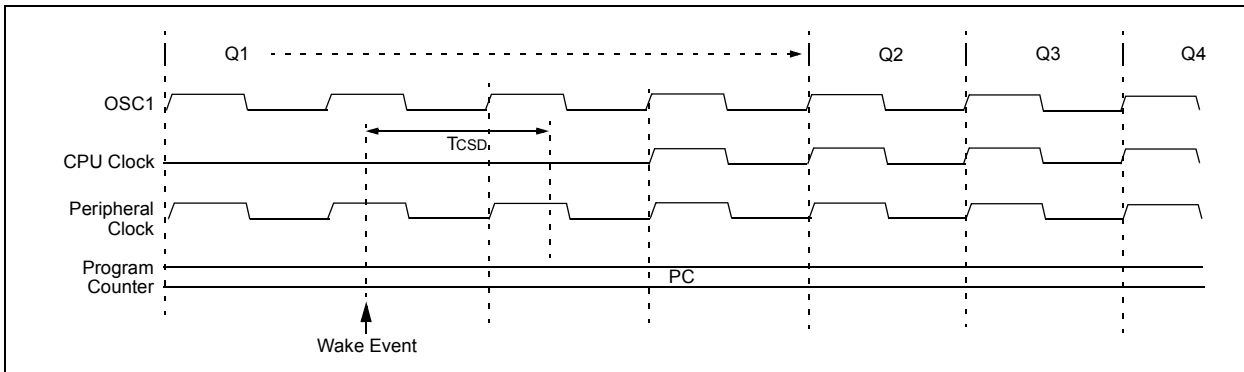 Q1 Q2 Q3 Q4
OSC1
TCSD
CPU Clock
Peripheral
Clock
Program
Counter
PC
Wake Event